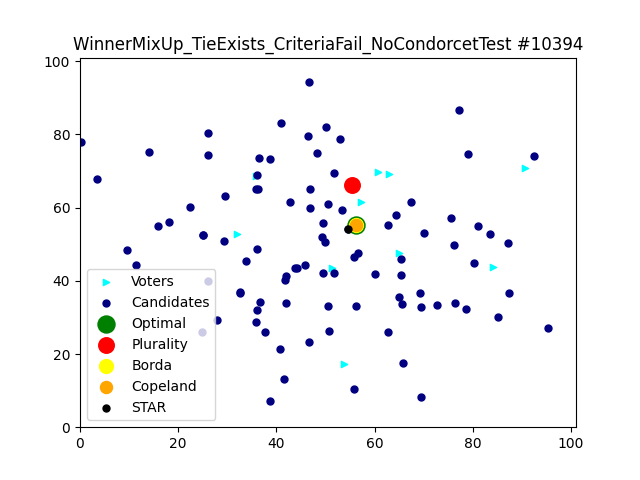 WinnerMixUp_TieExists_CriteriaFail_NoCondorcetTest #10394
100
80
60
40
20
0
Voters
Candidates
Optimal
Plurality
Borda
Copeland
STAR
0
20
40
60
80
100